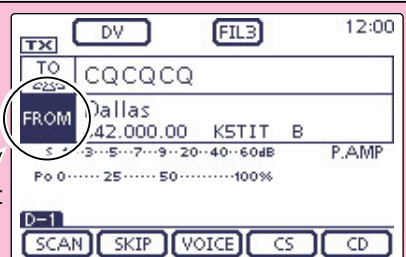 DV FIL3 12:00
TX
TO CQCQCQ
FROM Dallas
42.000.00 K5TIT B
3···5···7···9··20··40··60dB P.AMP
Po 0······25······50··········100%
D-1
SCAN SKIP VOICE CS CD